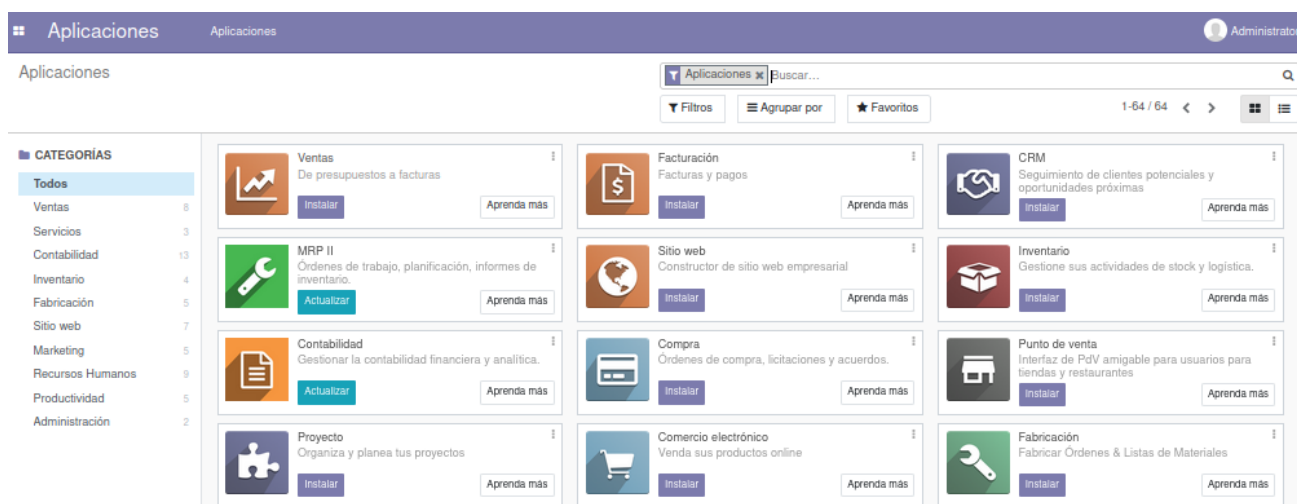 Aplicaciones Aplicaciones Administrator
Aplicaciones
Aplicaciones Buscar...
Filtros Agrupar por Favoritos 1-64 / 64
CATEGORÍAS
Todos
Ventas 8
Servicios 3
Contabilidad 13
Inventario 4
Fabricación 5
Sitio web 7
Marketing 5
Recursos Humanos 9
Productividad 5
Administración 2
Ventas
De presupuestos a facturas
Instalar Aprenda más
Facturación
Facturas y pagos
Instalar Aprenda más
CRM
Seguimiento de clientes potenciales y
oportunidades próximas
Instalar Aprenda más
MRP II
Órdenes de trabajo, planificación, informes de
inventario.
Actualizar Aprenda más
Sitio web
Constructor de sitio web empresarial
Instalar Aprenda más
Inventario
Gestione sus actividades de stock y logística.
Instalar Aprenda más
Contabilidad
Gestionar la contabilidad financiera y analítica.
Actualizar Aprenda más
Compra
Órdenes de compra, licitaciones y acuerdos.
Instalar Aprenda más
Punto de venta
Interfaz de PdV amigable para usuarios para
tiendas y restaurantes
Instalar Aprenda más
Proyecto
Organiza y planea tus proyectos
Instalar Aprenda más
Comercio electrónico
Venda sus productos online
Instalar Aprenda más
Fabricación
Fabricar Órdenes & Listas de Materiales
Instalar Aprenda más